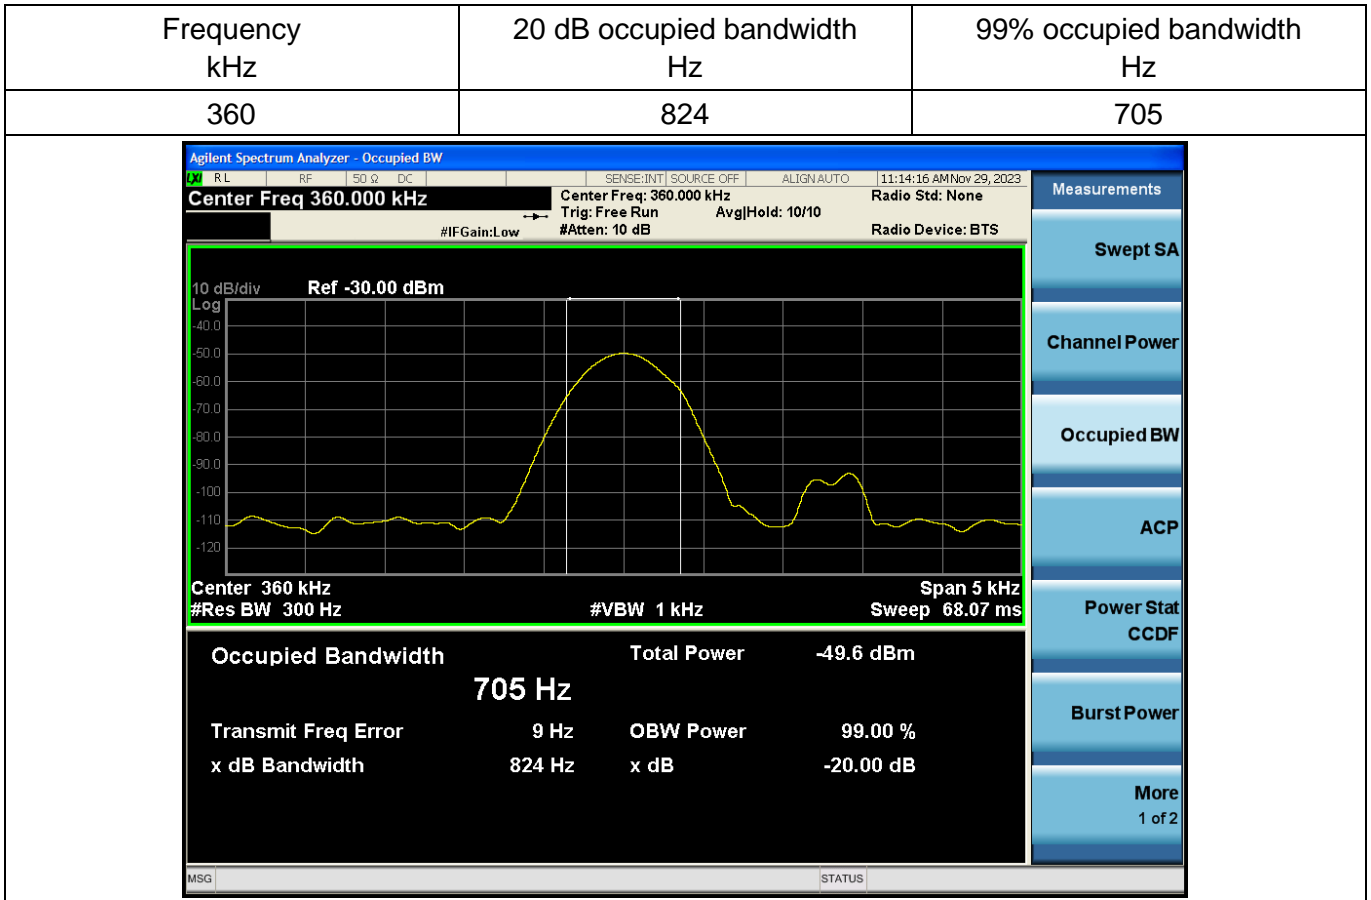 Frequency
kHz
20 dB occupied bandwidth
Hz
99% occupied bandwidth
Hz
360
824
705
Agilent Spectrum Analyzer - Occupied BW
LXI RL RF 50 Ω DC SENSE:INT SOURCE OFF ALIGN AUTO 11:14:16 AM Nov 29, 2023
Center Freq 360.000 kHz
Center Freq: 360.000 kHz
Radio Std: None
Trig: Free Run Avg|Hold: 10/10
#IFGain:Low
#Atten: 10 dB
Radio Device: BTS
10 dB/div Ref -30.00 dBm
Log
-40.0
-50.0
-60.0
-70.0
-80.0
-90.0
-100
-110
-120
Center 360 kHz Span 5 kHz
#Res BW 300 Hz #VBW 1 kHz Sweep 68.07 ms
Occupied Bandwidth Total Power -49.6 dBm
705 Hz
Transmit Freq Error 9 Hz OBW Power 99.00 %
x dB Bandwidth 824 Hz x dB -20.00 dB
MSG STATUS
Measurements
Swept SA
Channel Power
Occupied BW
ACP
Power Stat
CCDF
Burst Power
More
1 of 2